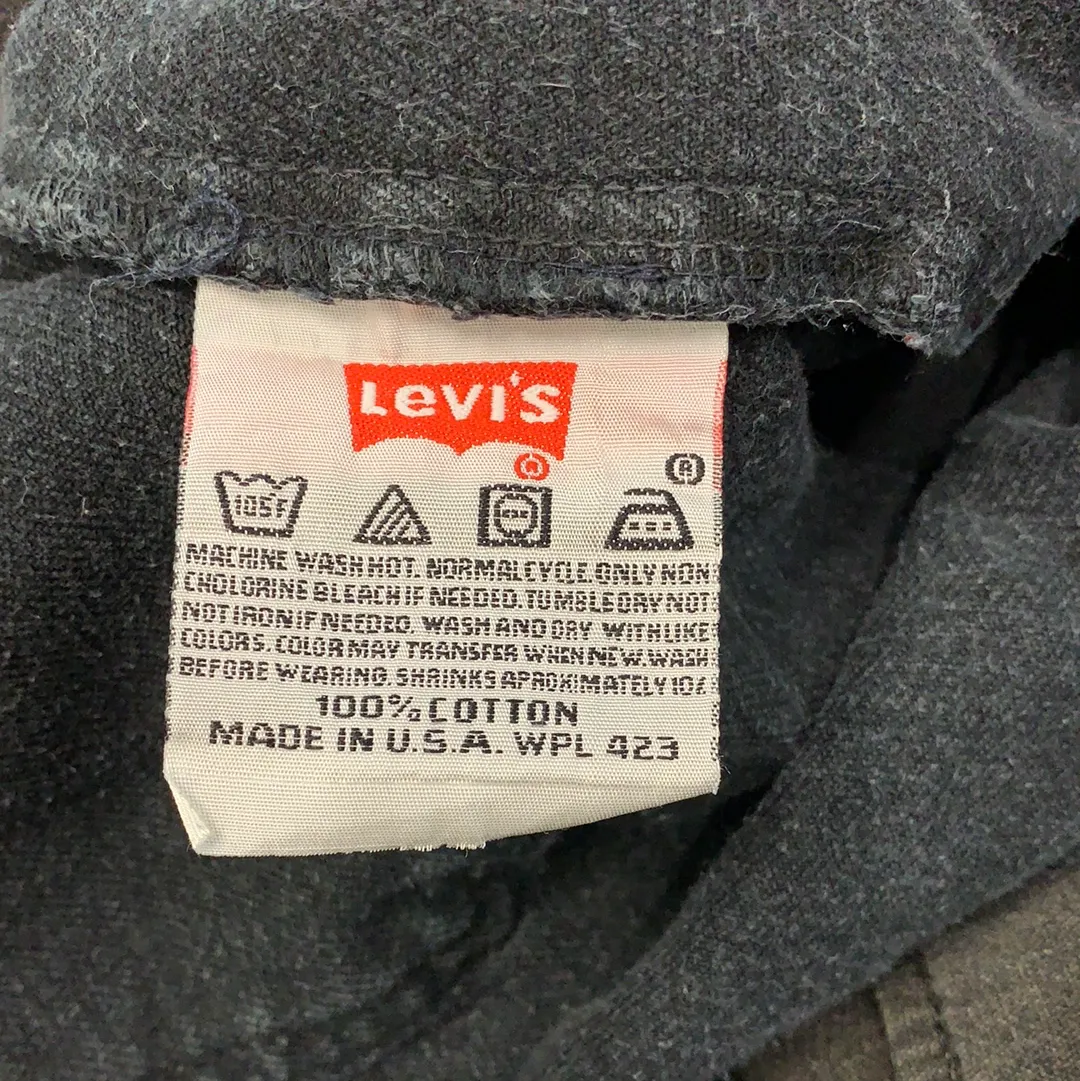 LEVI'S
®
®
105F
MACHINE WASH HOT. NORMAL CYCLE. ONLY NON
CHOLORINE BLEACH IF NEEDED. TUMBLE DRY NOT
NOT IRON IF NEEDED. WASH AND DRY WITH LIKE
COLORS. COLOR MAY TRANSFER WHEN NEW. WASH
BEFORE WEARING. SHRINKS APROXIMATELY 10%
100% COTTON
MADE IN U.S.A. WPL 423